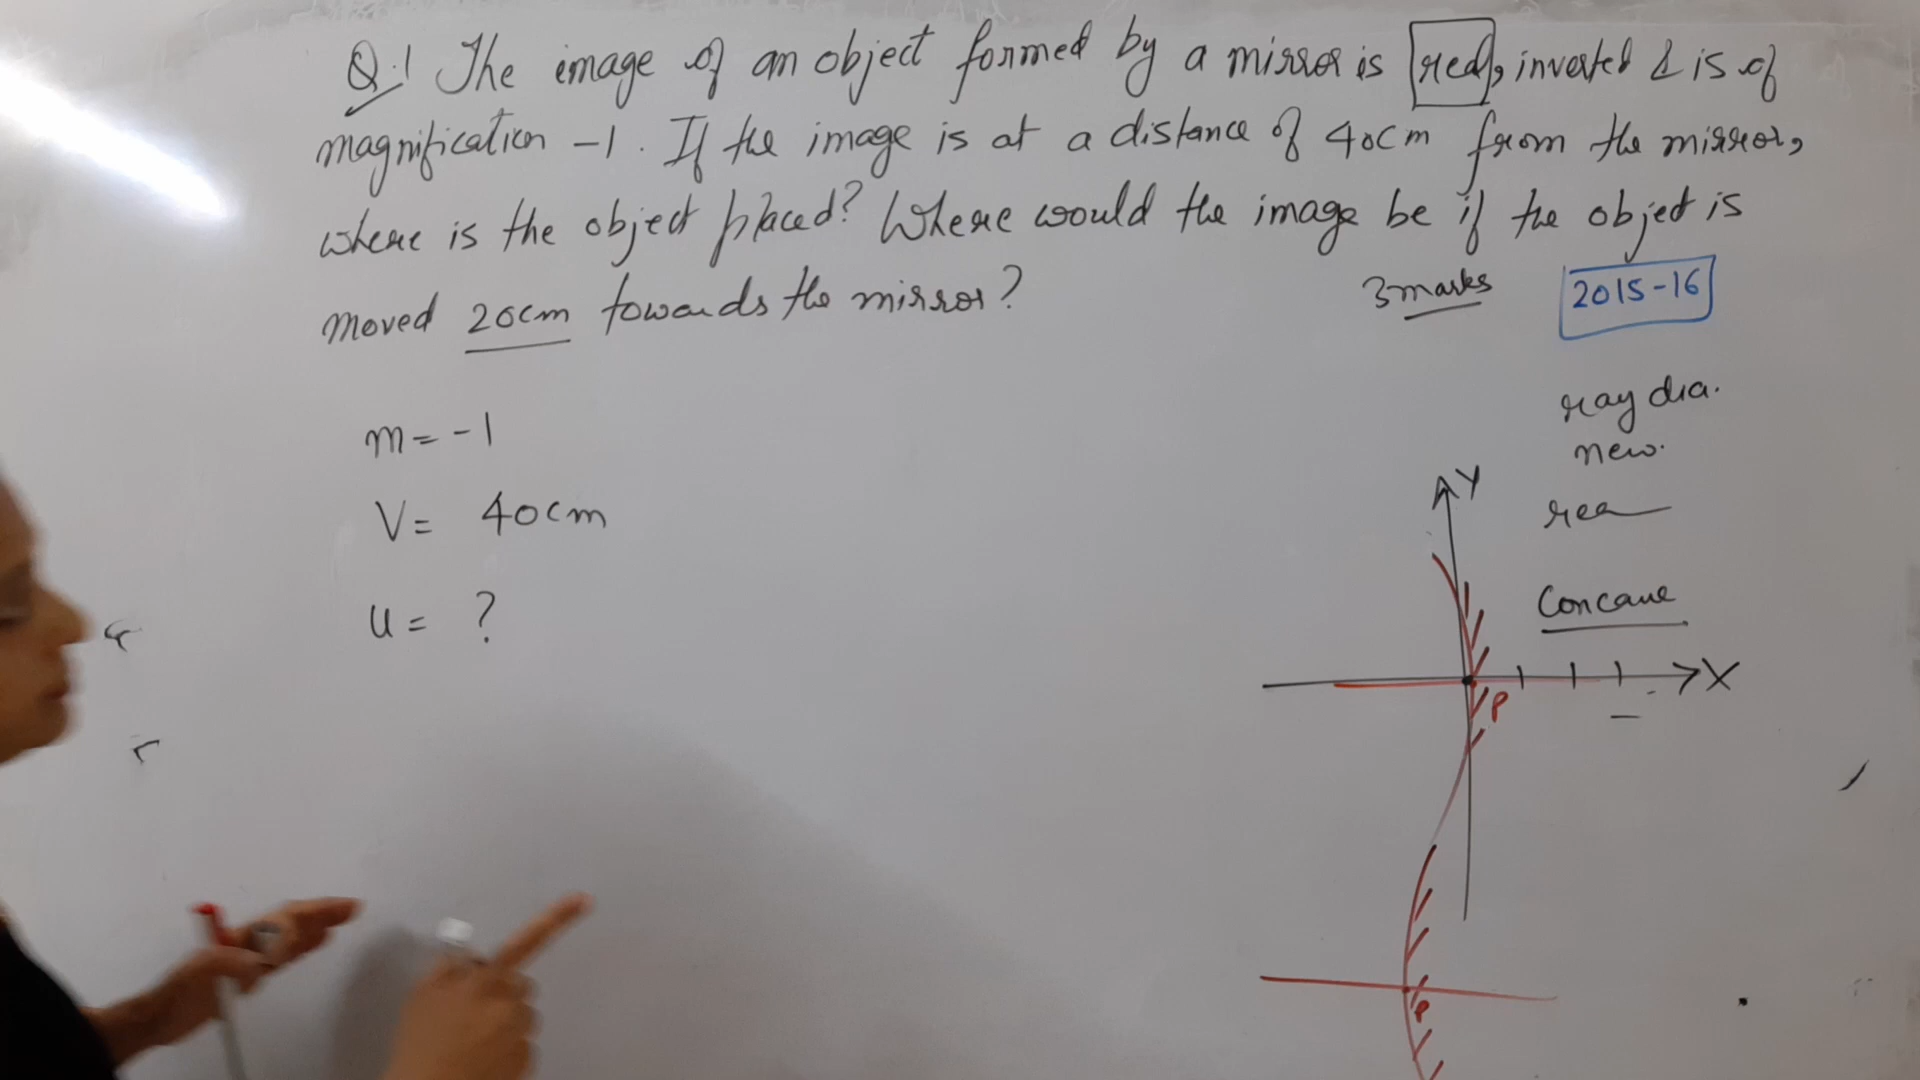 Q.1 The image of an object formed by a mirror is real, inverted & is of
magnification -1. If the image is at a distance of 40cm from the mirror,
where is the object placed? Where would the image be if the object is
moved 20cm towards the mirror?
3marks 2015-16
m = -1
V = 40cm
u = ?
ray dia.
new.
rea
Concave
Y
X
P
P